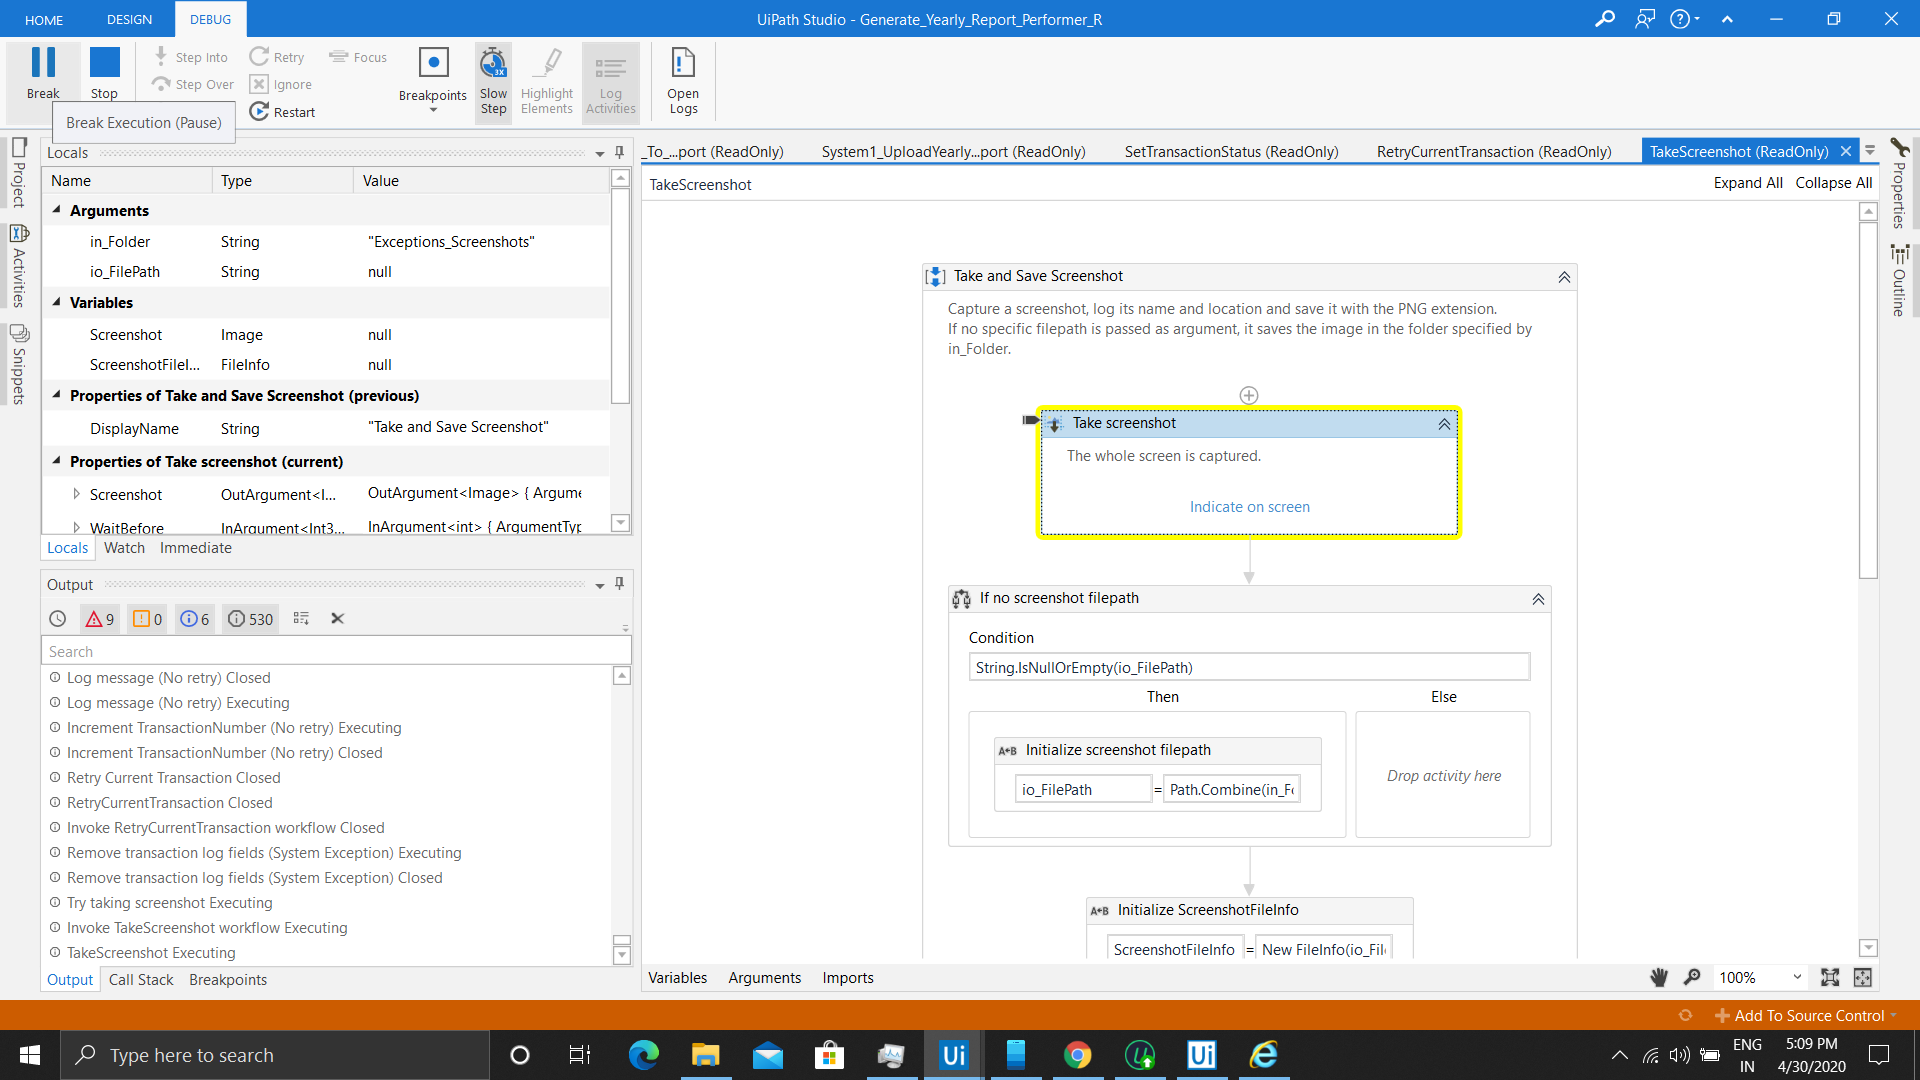 HOME
DESIGN
DEBUG
UiPath Studio - Generate_Yearly_Report_Performer_R
Break
Stop
Step Into
Step Over
Retry
Ignore
Restart
Focus
Breakpoints
3X
Slow Step
Highlight Elements
Log Activities
Open Logs
Break Execution (Pause)
Project
Activities
Snippets
Locals
Name Type Value
Arguments
in_Folder String "Exceptions_Screenshots"
io_FilePath String null
Variables
Screenshot Image null
ScreenshotFileI... FileInfo null
Properties of Take and Save Screenshot (previous)
DisplayName String "Take and Save Screenshot"
Properties of Take screenshot (current)
Screenshot OutArgument<I... OutArgument<Image> { Argume
WaitBefore InArgument<Int3... InArgument<int> { ArgumentTyp
Locals Watch Immediate
Output
9 0 6 530
Search
Log message (No retry) Closed
Log message (No retry) Executing
Increment TransactionNumber (No retry) Executing
Increment TransactionNumber (No retry) Closed
Retry Current Transaction Closed
RetryCurrentTransaction Closed
Invoke RetryCurrentTransaction workflow Closed
Remove transaction log fields (System Exception) Executing
Remove transaction log fields (System Exception) Closed
Try taking screenshot Executing
Invoke TakeScreenshot workflow Executing
TakeScreenshot Executing
Output Call Stack Breakpoints
_To_...port (ReadOnly) System1_UploadYearly...port (ReadOnly) SetTransactionStatus (ReadOnly) RetryCurrentTransaction (ReadOnly) TakeScreenshot (ReadOnly)
TakeScreenshot
Expand All Collapse All
Take and Save Screenshot
Capture a screenshot, log its name and location and save it with the PNG extension.
If no specific filepath is passed as argument, it saves the image in the folder specified by
in_Folder.
Take screenshot
The whole screen is captured.
Indicate on screen
If no screenshot filepath
Condition
String.IsNullOrEmpty(io_FilePath)
Then Else
A+B Initialize screenshot filepath
io_FilePath = Path.Combine(in_Fo
Drop activity here
A+B Initialize ScreenshotFileInfo
ScreenshotFileInfo = New FileInfo(io_Fil
Variables Arguments Imports
100%
Properties
Outline
Add To Source Control
Type here to search
Ui
Ui
ENG
IN
5:09 PM
4/30/2020